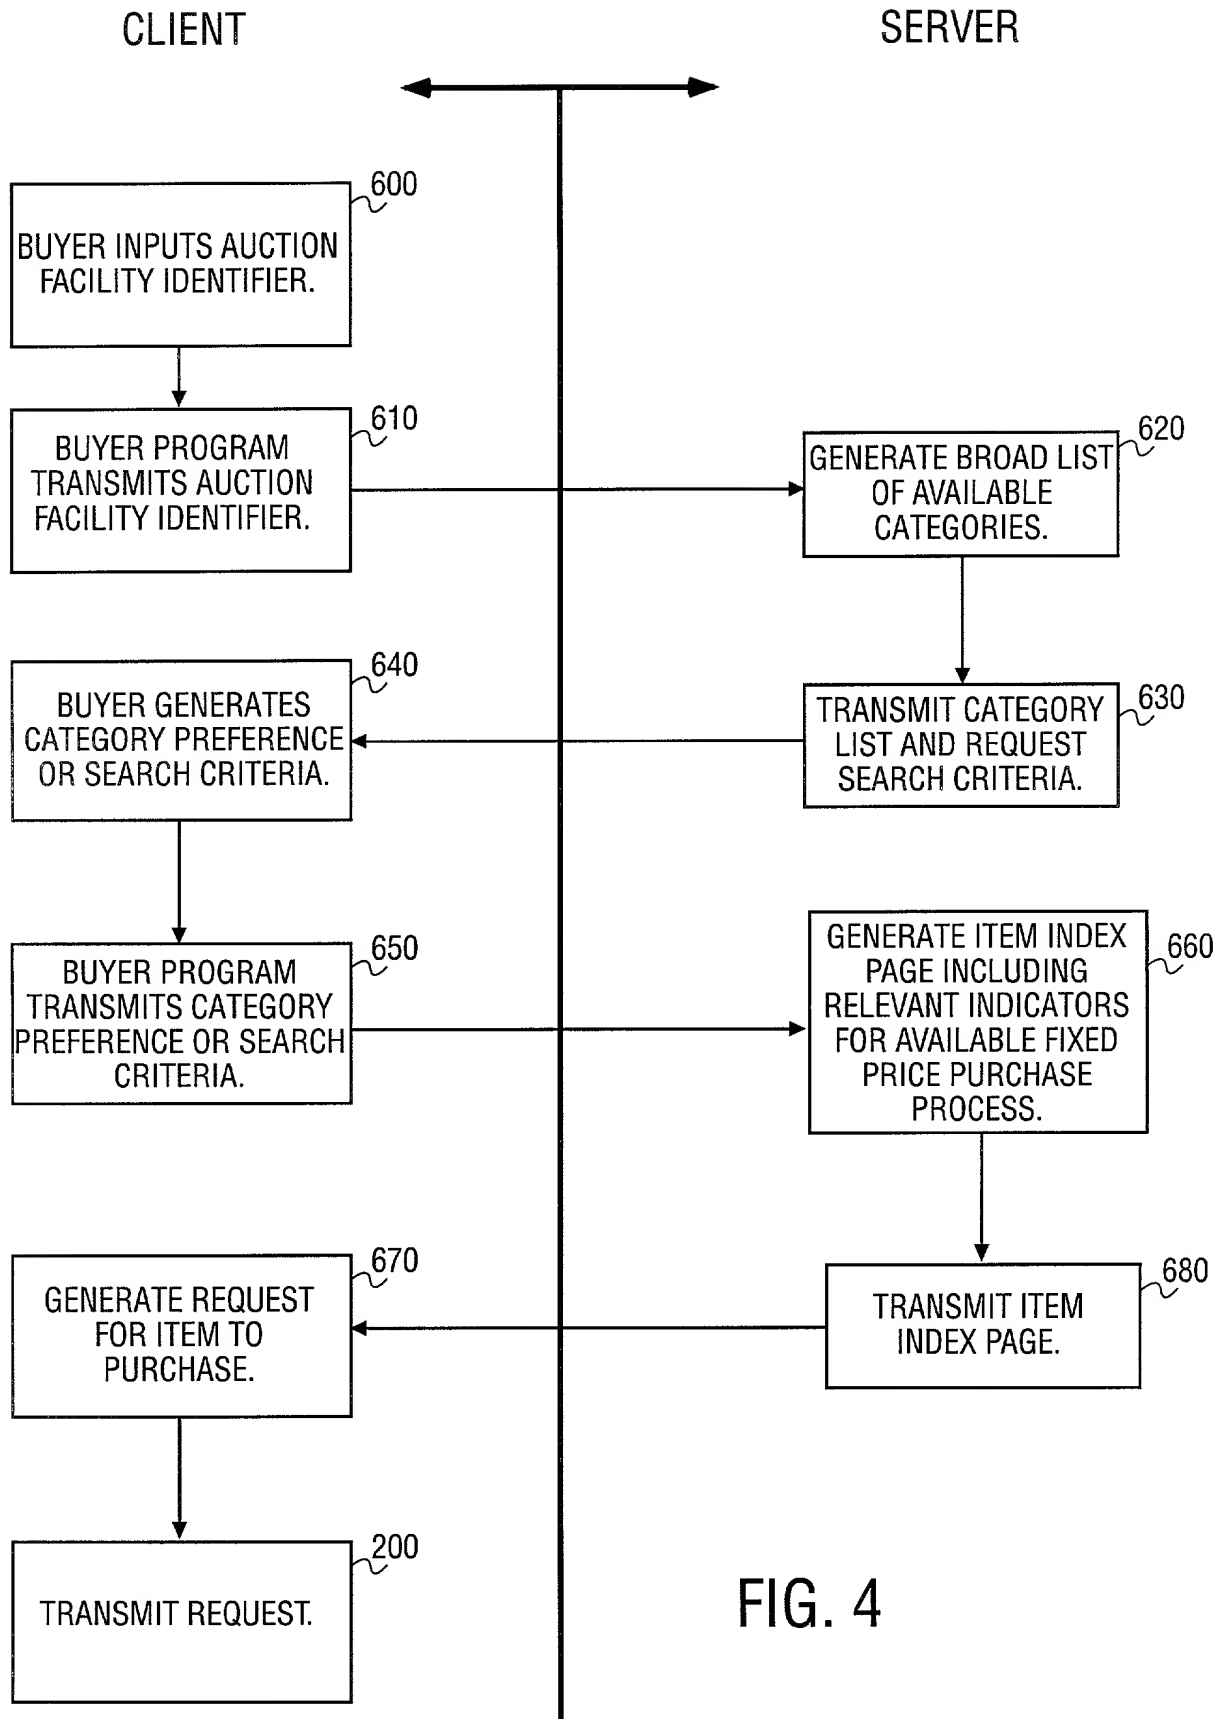 CLIENT
SERVER
600
BUYER INPUTS AUCTION
FACILITY IDENTIFIER.
610
BUYER PROGRAM
TRANSMITS AUCTION
FACILITY IDENTIFIER.
620
GENERATE BROAD LIST
OF AVAILABLE
CATEGORIES.
640
BUYER GENERATES
CATEGORY PREFERENCE
OR SEARCH CRITERIA.
630
TRANSMIT CATEGORY
LIST AND REQUEST
SEARCH CRITERIA.
650
BUYER PROGRAM
TRANSMITS CATEGORY
PREFERENCE OR SEARCH
CRITERIA.
660
GENERATE ITEM INDEX
PAGE INCLUDING
RELEVANT INDICATORS
FOR AVAILABLE FIXED
PRICE PURCHASE
PROCESS.
670
GENERATE REQUEST
FOR ITEM TO
PURCHASE.
680
TRANSMIT ITEM
INDEX PAGE.
200
TRANSMIT REQUEST.
FIG. 4